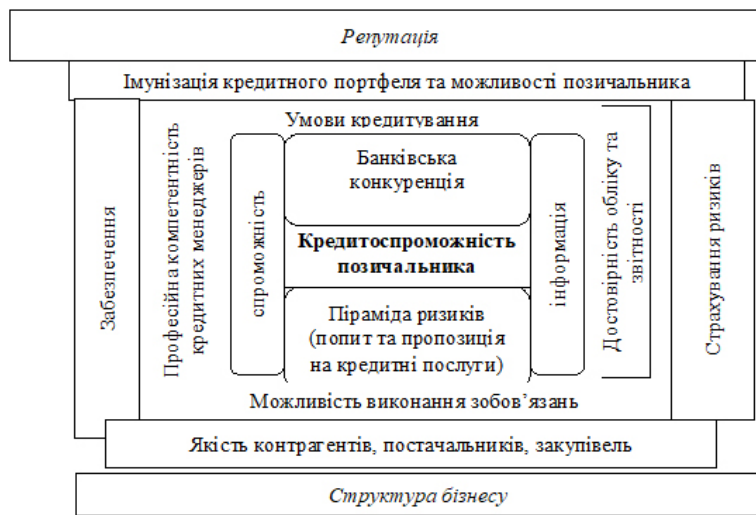 Репутація
Імунізація кредитного портфеля та можливості позичальника
Умови кредитування
Забезпечення
Професійна компетентність
кредитних менеджерів
спроможність
Банківська
конкуренція
Кредитоспроможність
позичальника
Піраміда ризиків
(попит та пропозиція
на кредитні послуги)
інформація
Достовірність обліку та
звітності
Страхування ризиків
Можливість виконання зобов’язань
Якість контрагентів, постачальників, закупівель
Структура бізнесу